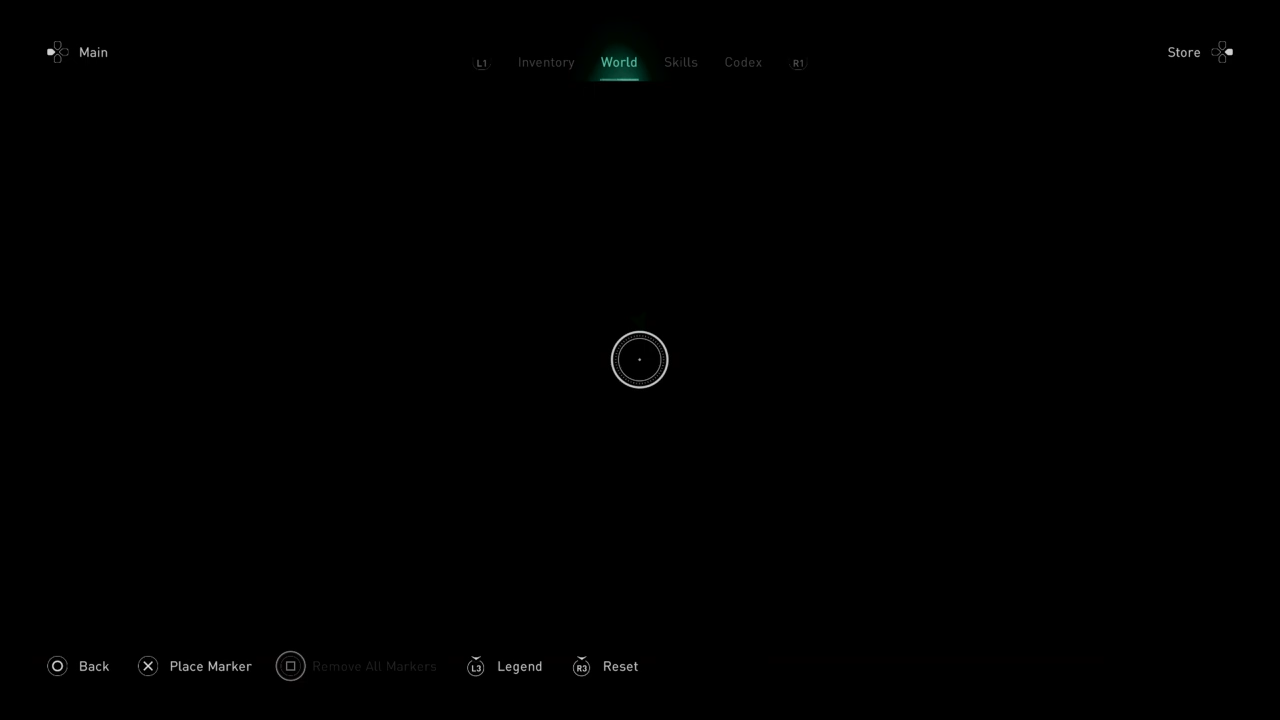 Main
L1 Inventory World Skills Codex R1
Store
Back Place Marker Remove All Markers L3 Legend R3 Reset